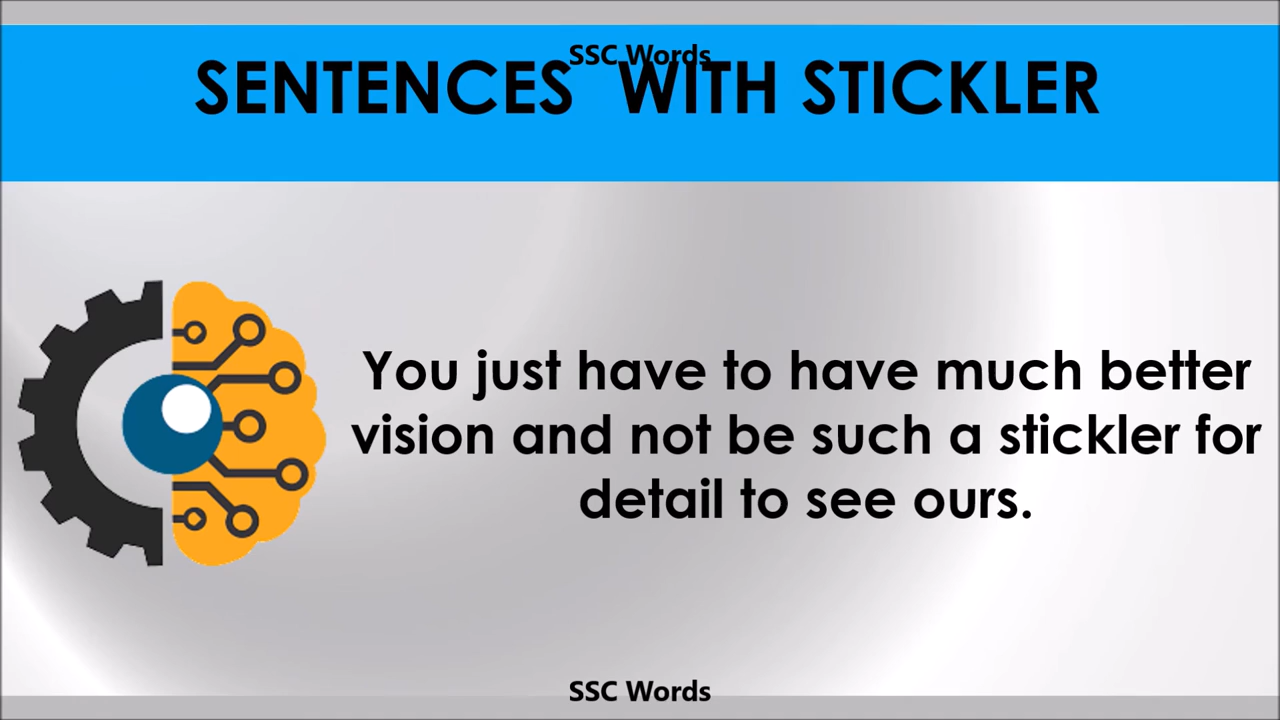 SSC Words
SENTENCES WITH STICKLER
You just have to have much better
vision and not be such a stickler for
detail to see ours.
SSC Words